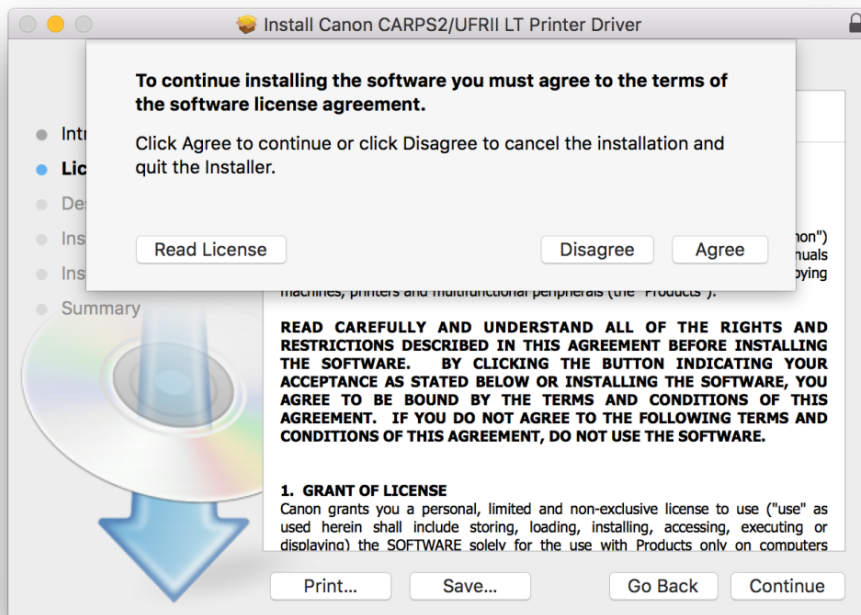 Install Canon CARPS2/UFRII LT Printer Driver
To continue installing the software you must agree to the terms of
the software license agreement.
Click Agree to continue or click Disagree to cancel the installation and
quit the Installer.
Read License
Disagree
Agree
Int
Lic
De
Ins
Ins
Summary
non")
nuals
pying
machines, printers and multifunctional peripherals (the "Products").
READ CAREFULLY AND UNDERSTAND ALL OF THE RIGHTS AND
RESTRICTIONS DESCRIBED IN THIS AGREEMENT BEFORE INSTALLING
THE SOFTWARE. BY CLICKING THE BUTTON INDICATING YOUR
ACCEPTANCE AS STATED BELOW OR INSTALLING THE SOFTWARE, YOU
AGREE TO BE BOUND BY THE TERMS AND CONDITIONS OF THIS
AGREEMENT. IF YOU DO NOT AGREE TO THE FOLLOWING TERMS AND
CONDITIONS OF THIS AGREEMENT, DO NOT USE THE SOFTWARE.
1. GRANT OF LICENSE
Canon grants you a personal, limited and non-exclusive license to use ("use" as
used herein shall include storing, loading, installing, accessing, executing or
displaying) the SOFTWARE solely for the use with Products only on computers
Print...
Save...
Go Back
Continue